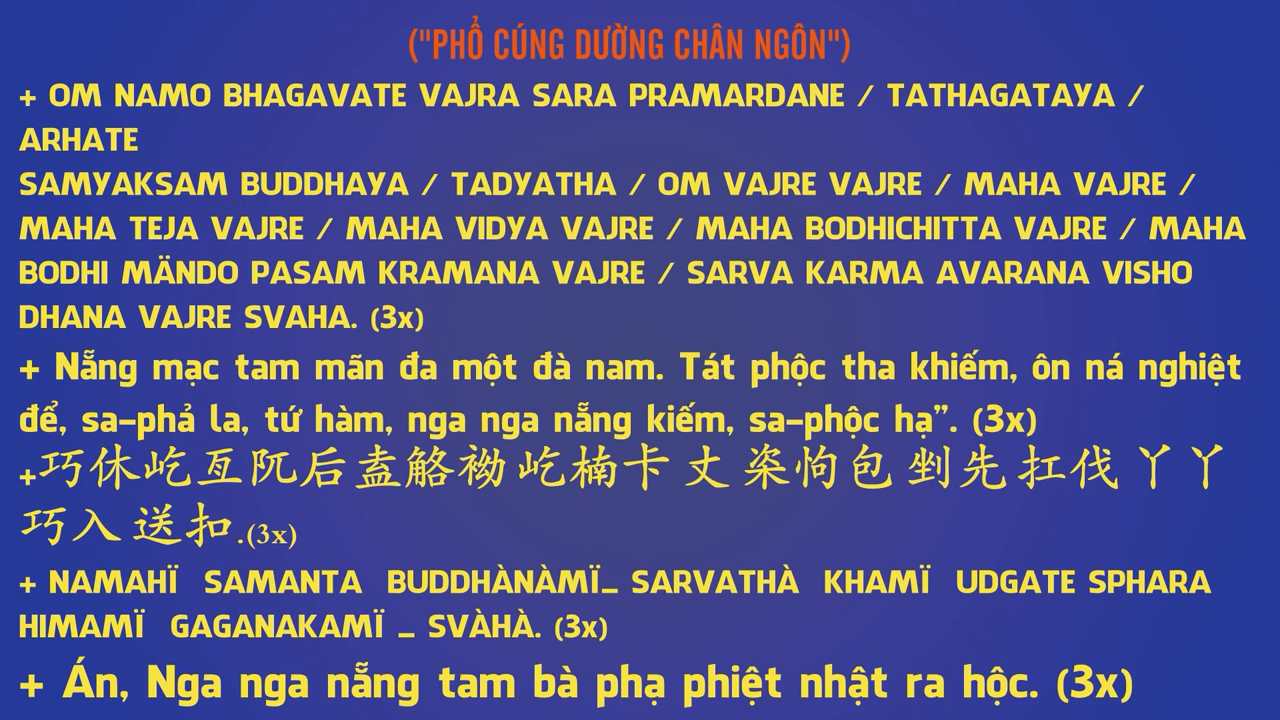 ("PHỔ CÚNG DƯỜNG CHÂN NGÔN")
+ OM NAMO BHAGAVATE VAJRA SARA PRAMARDANE / TATHAGATAYA /
ARHATE
SAMYAKSAM BUDDHAYA / TADYATHA / OM VAJRE VAJRE / MAHA VAJRE /
MAHA TEJA VAJRE / MAHA VIDYA VAJRE / MAHA BODHICHITTA VAJRE / MAHA
BODHI MÄNDO PASAM KRAMANA VAJRE / SARVA KARMA AVARANA VISHO
DHANA VAJRE SVAHA. (3x)
+ Nẵng mạc tam mãn đa một đà nam. Tát phộc tha khiếm, ôn ná nghiệt
để, sa-phả la, tứ hàm, nga nga nẵng kiếm, sa-phộc hạ”. (3x)
+巧休屹亙阢后盍觡袎屹楠卡丈楶怐包剉先扛伐丫丫
巧入送扣.(3x)
+ NAMAHÏ SAMANTA BUDDHÀNÀMÏ_ SARVATHÀ KHAMÏ UDGATE SPHARA
HIMAMÏ GAGANAKAMÏ _ SVÀHÀ. (3x)
+ Án, Nga nga nẵng tam bà phạ phiệt nhật ra hộc. (3x)